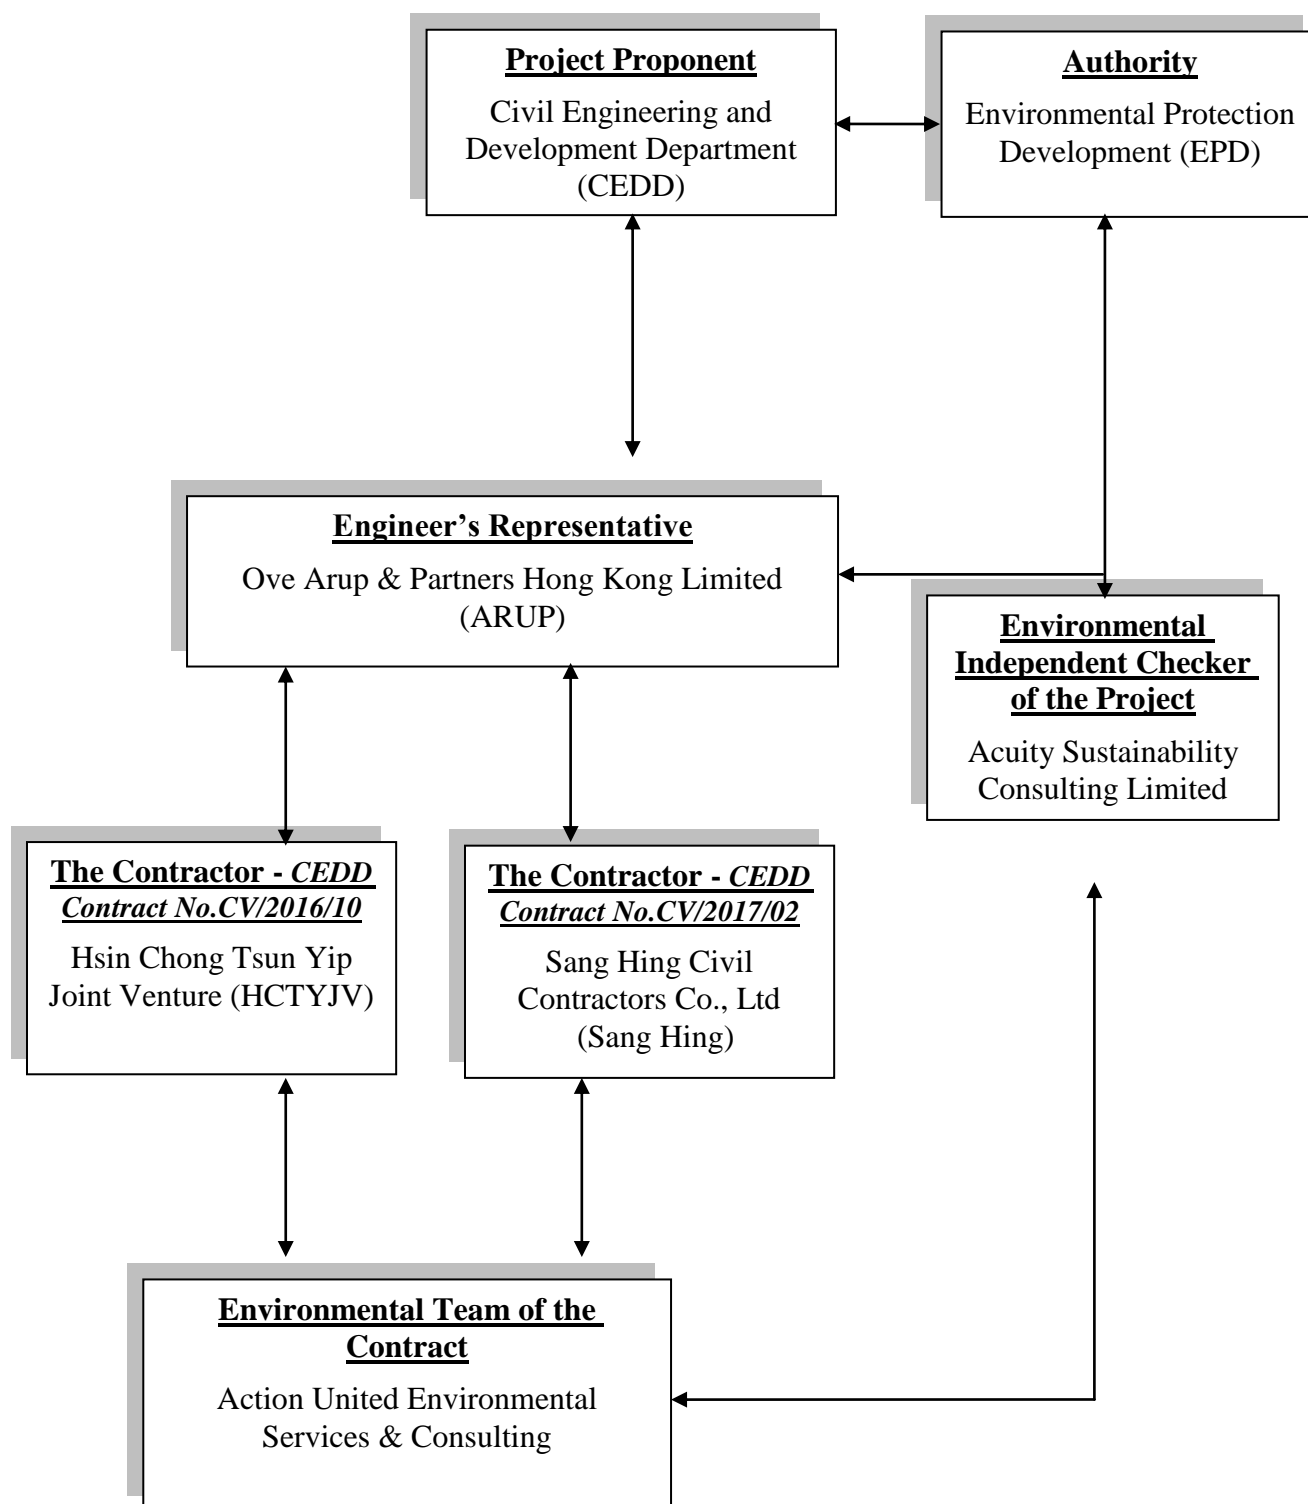 Project Proponent
Civil Engineering and
Development Department
(CEDD)
Authority
Environmental Protection
Development (EPD)
Engineer’s Representative
Ove Arup & Partners Hong Kong Limited
(ARUP)
Environmental
Independent Checker
of the Project
Acuity Sustainability
Consulting Limited
The Contractor - CEDD
Contract No.CV/2016/10
Hsin Chong Tsun Yip
Joint Venture (HCTYJV)
The Contractor - CEDD
Contract No.CV/2017/02
Sang Hing Civil
Contractors Co., Ltd
(Sang Hing)
Environmental Team of the
Contract
Action United Environmental
Services & Consulting